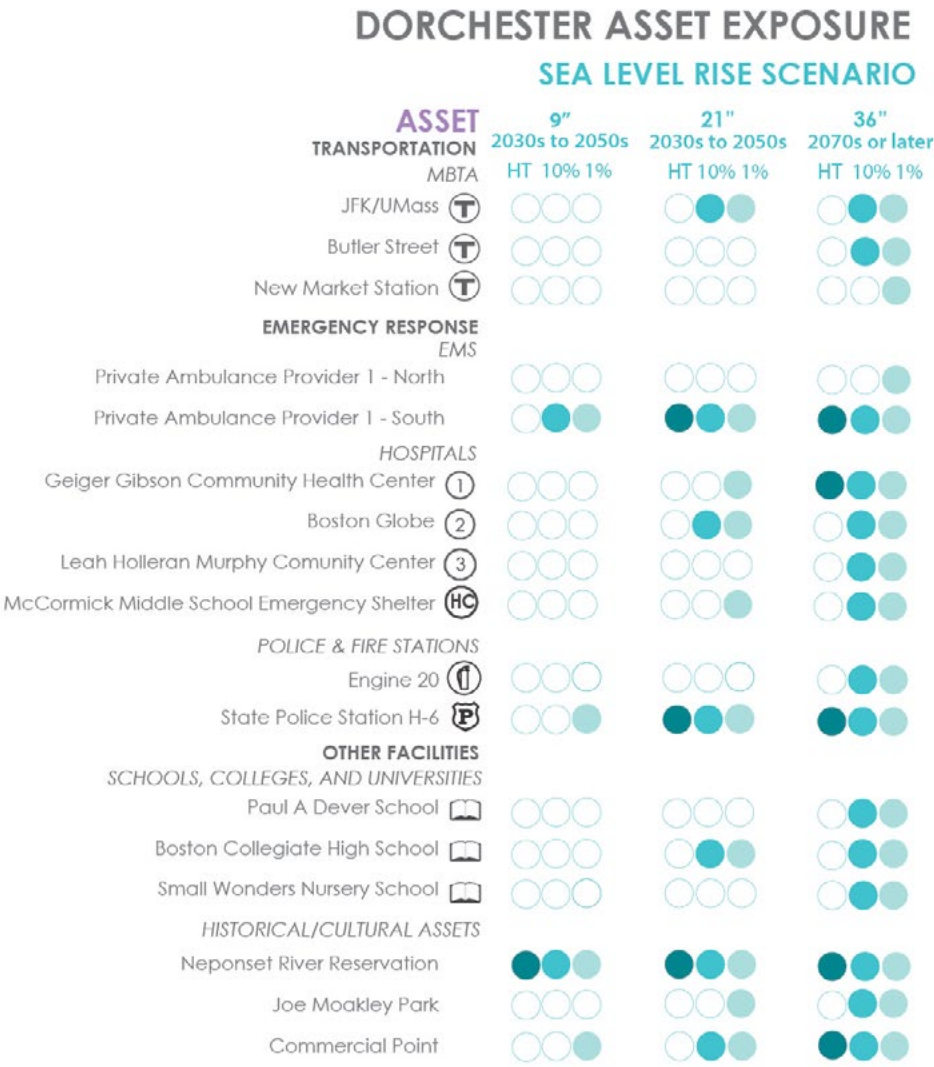 DORCHESTER ASSET EXPOSURE
SEA LEVEL RISE SCENARIO
ASSET 9” 21” 36”
TRANSPORTATION 2030s to 2050s 2030s to 2050s 2070s or later
MBTA HT 10% 1% HT 10% 1% HT 10% 1%
JFK/UMass T
Butler Street T
New Market Station T
EMERGENCY RESPONSE
EMS
Private Ambulance Provider 1 - North
Private Ambulance Provider 1 - South
HOSPITALS
Geiger Gibson Community Health Center 1
Boston Globe 2
Leah Holleran Murphy Comunity Center 3
McCormick Middle School Emergency Shelter HC
POLICE & FIRE STATIONS
Engine 20
State Police Station H-6 P
OTHER FACILITIES
SCHOOLS, COLLEGES, AND UNIVERSITIES
Paul A Dever School
Boston Collegiate High School
Small Wonders Nursery School
HISTORICAL/CULTURAL ASSETS
Neponset River Reservation
Joe Moakley Park
Commercial Point